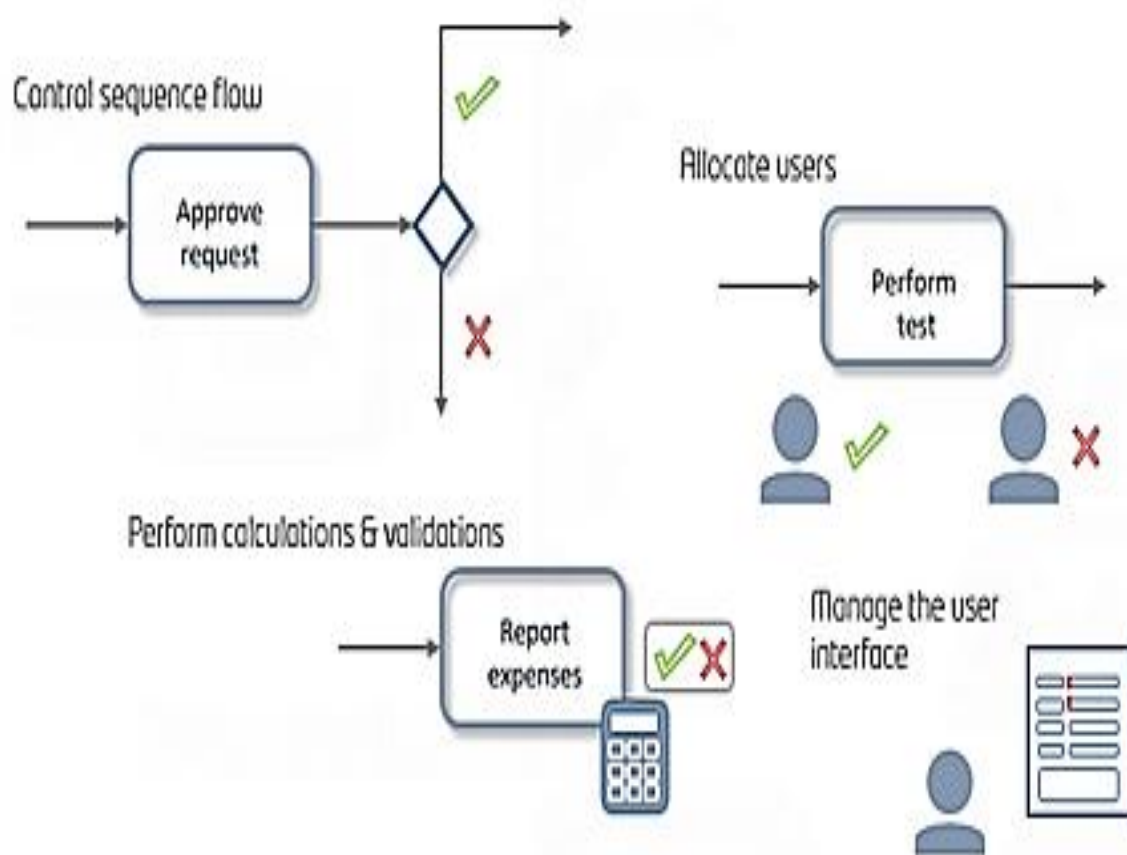 Control sequence flow
Approve
request
Allocate users
Perform
test
Perform calculations & validations
Report
expenses
Manage the user
interface